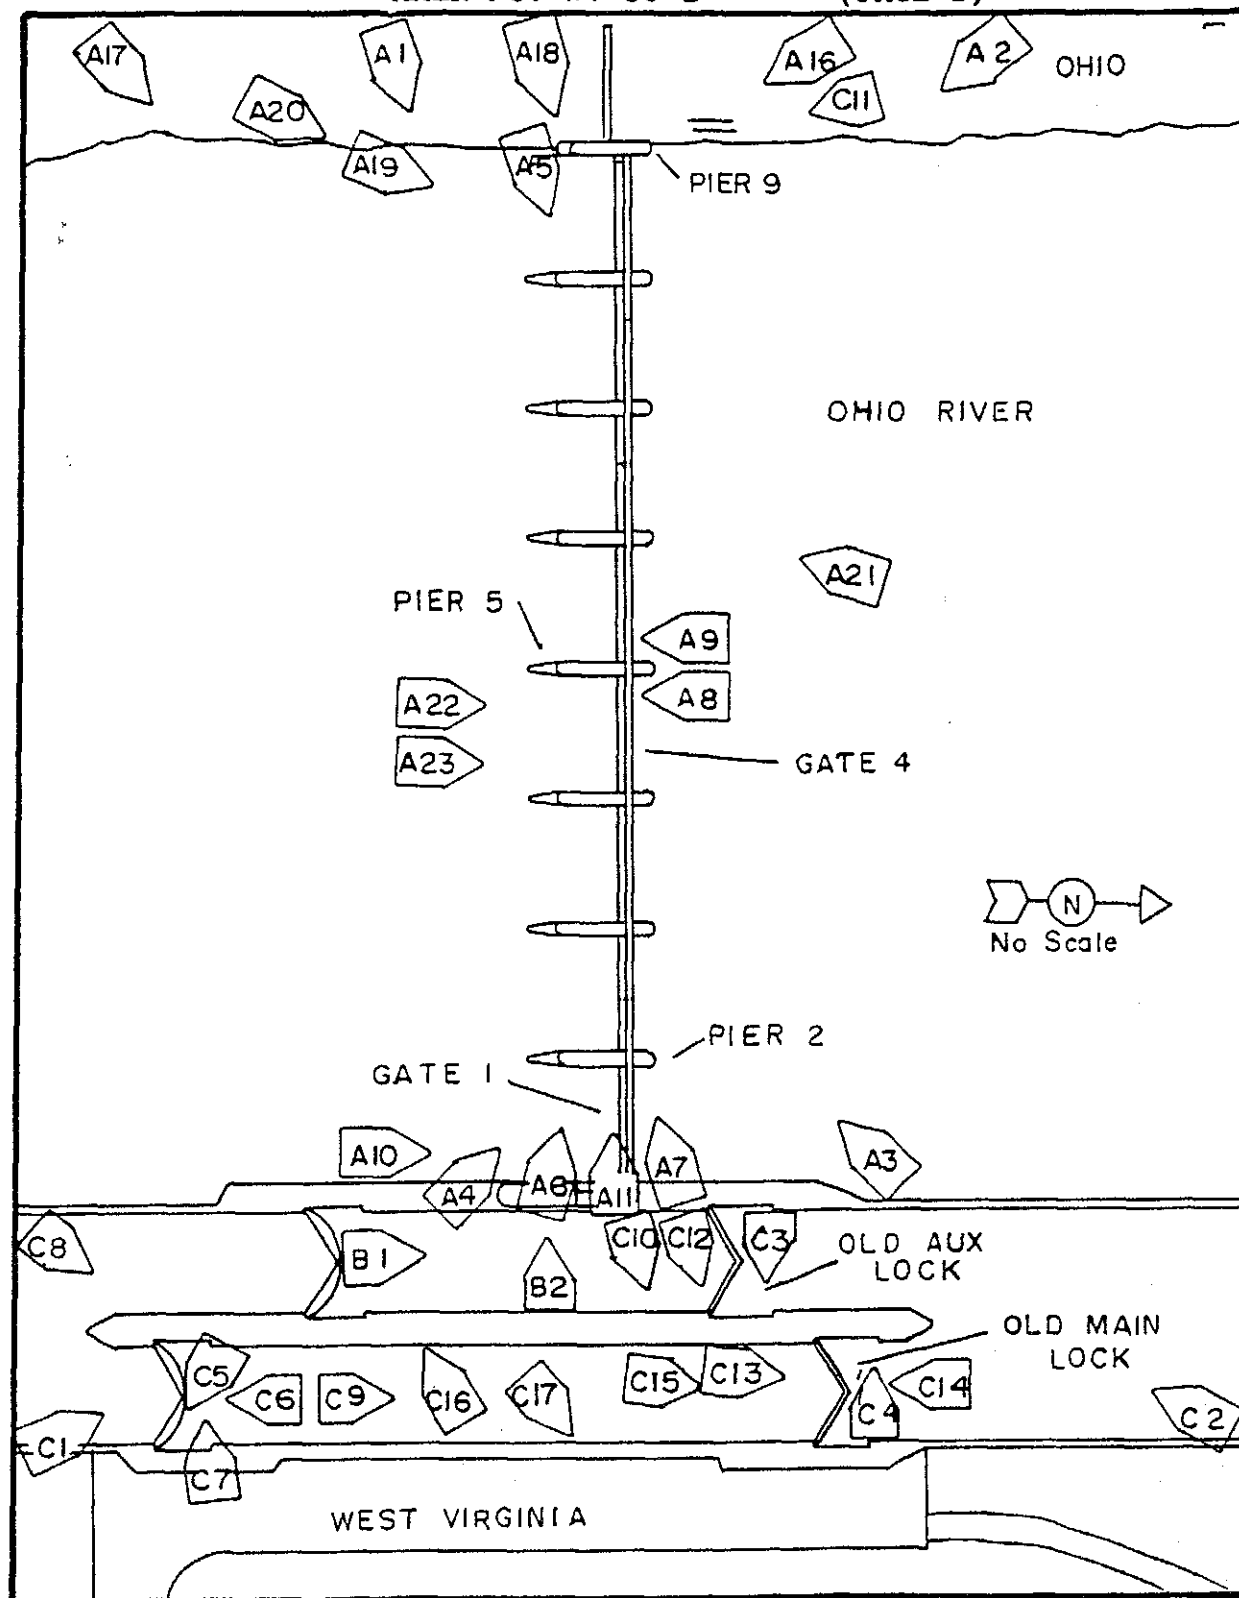 A17
A1
A18
A16
A2
OHIO
A20
C11
A19
A5
PIER 9
OHIO RIVER
A21
PIER 5
A9
A22
A8
A23
GATE 4
N
No Scale
PIER 2
GATE 1
A10
A4
A6
A11
A7
A3
C8
B1
B2
C10
C12
C3
OLD AUX
LOCK
OLD MAIN
LOCK
C5
C6
C9
C16
C17
C15
C13
C4
C14
C2
C1
C7
WEST VIRGINIA